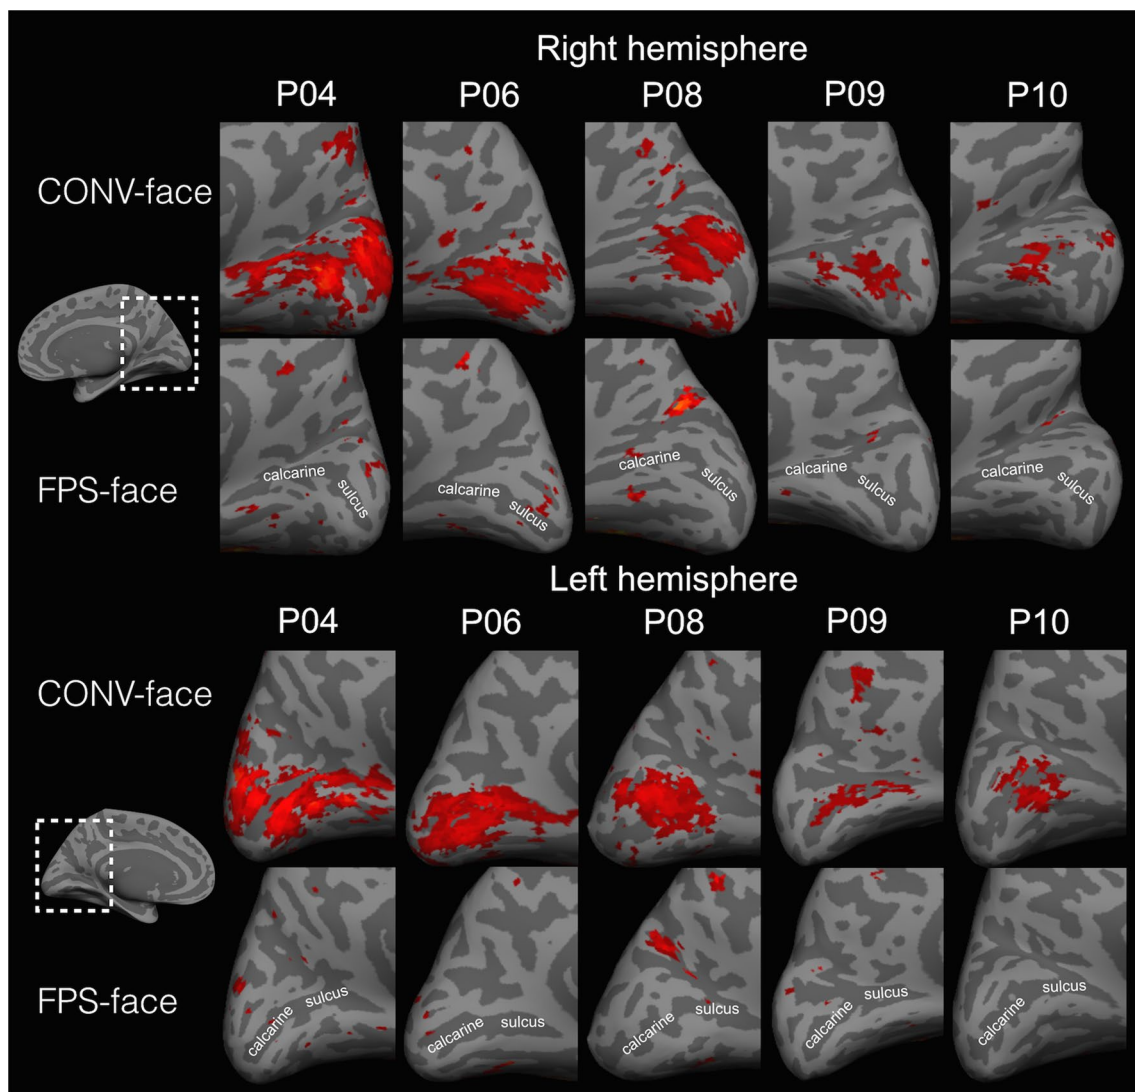 Right hemisphere
P04 P06 P08 P09 P10
CONV-face
FPS-face
calcarine sulcus calcarine sulcus calcarine sulcus calcarine sulcus calcarine sulcus
Left hemisphere
P04 P06 P08 P09 P10
CONV-face
FPS-face
calcarine sulcus calcarine sulcus calcarine sulcus calcarine sulcus calcarine sulcus